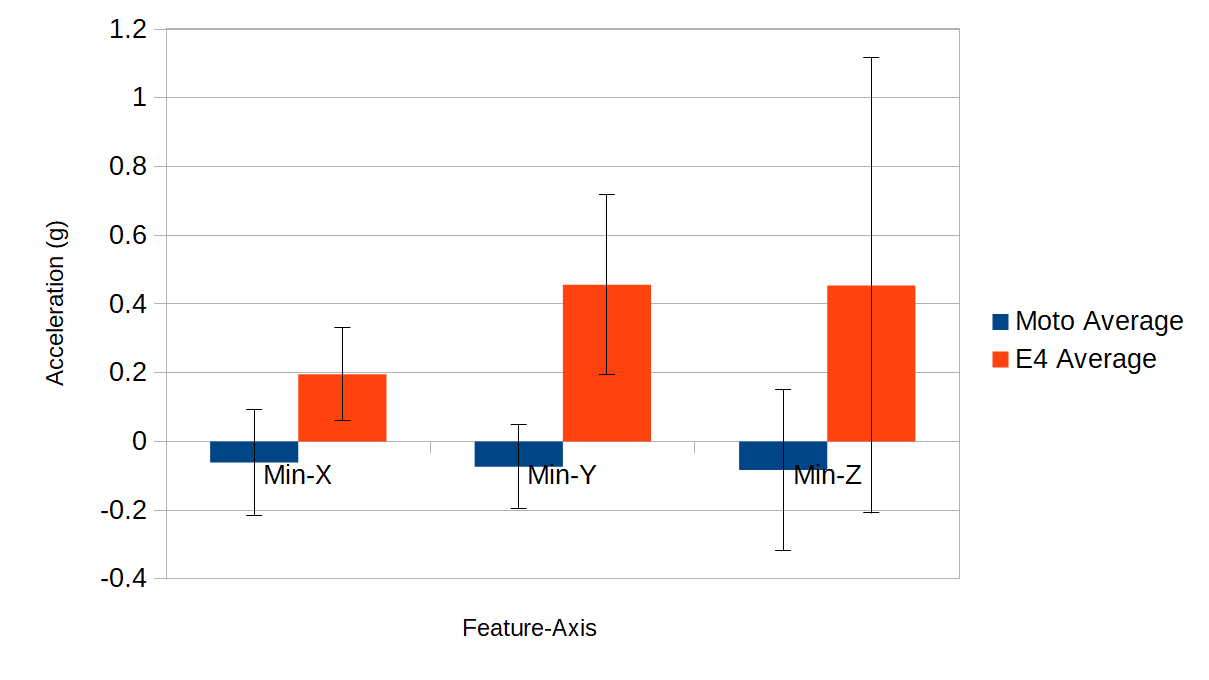 1.2
1
0.8
0.6
0.4
0.2
0
-0.2
-0.4
Acceleration (g)
Min-X
Min-Y
Min-Z
Feature-Axis
Moto Average
E4 Average